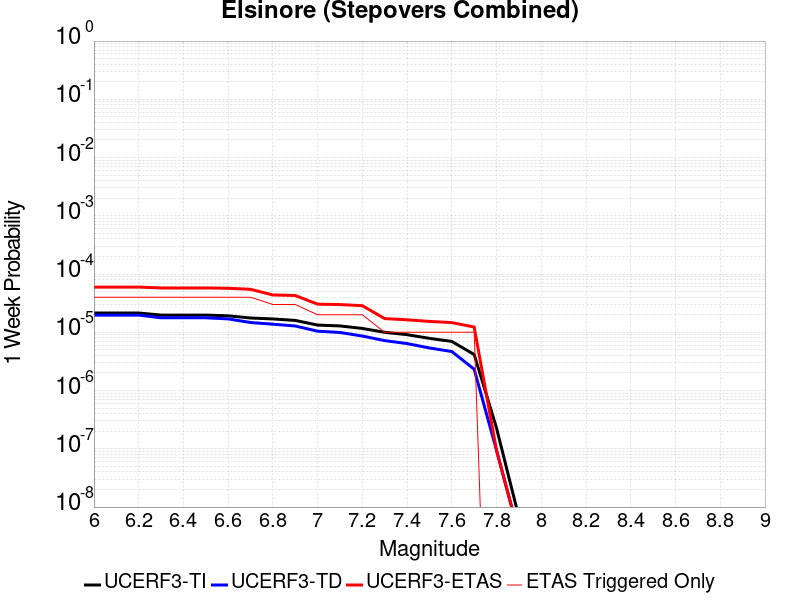 Elsinore (Stepovers Combined)
10^0
10^-1
10^-2
10^-3
10^-4
10^-5
10^-6
10^-7
10^-8
1 Week Probability
6 6.2 6.4 6.6 6.8 7 7.2 7.4 7.6 7.8 8 8.2 8.4 8.6 8.8 9
Magnitude
UCERF3-TI UCERF3-TD UCERF3-ETAS ETAS Triggered Only